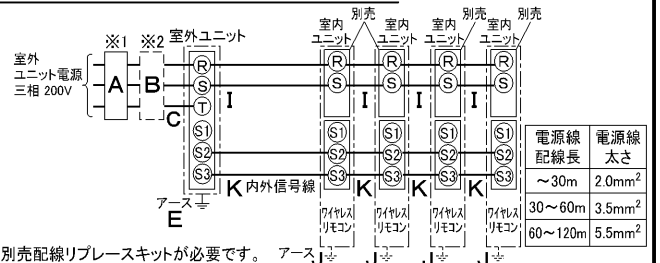 ※1 ※2 室外ユニット
室外
ユニット電源
三相 200V
A
B
C
R
S
T
S1
S2
S3
アース
E
I
K 内外信号線
別売 別売 別売
室内
ユニット
室内
ユニット
室内
ユニット
室内
ユニット
R R R R
S S S S
I I I
S1 S1 S1 S1
S2 S2 S2 S2
S3 S3 S3 S3
K K K
ワイヤレス
リモコン
ワイヤレス
リモコン
ワイヤレス
リモコン
ワイヤレス
リモコン
電源線
配線長
電源線
太さ
～30m 2.0mm²
30～60m 3.5mm²
60～120m 5.5mm²
別売配線リプレースキットが必要です。 アース